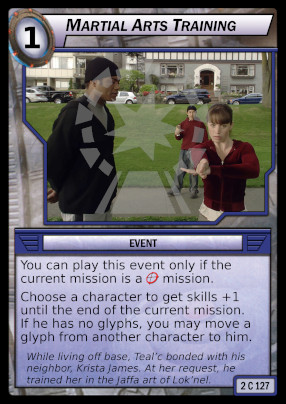 1
MARTIAL ARTS TRAINING
EVENT
You can play this event only if the
current mission is a mission.
Choose a character to get skills +1
until the end of the current mission.
If he has no glyphs, you may move a
glyph from another character to him.
While living off base, Teal'c bonded with his
neighbor, Krista James. At her request, he
trained her in the Jaffa art of Lok'nel.
2 C 127